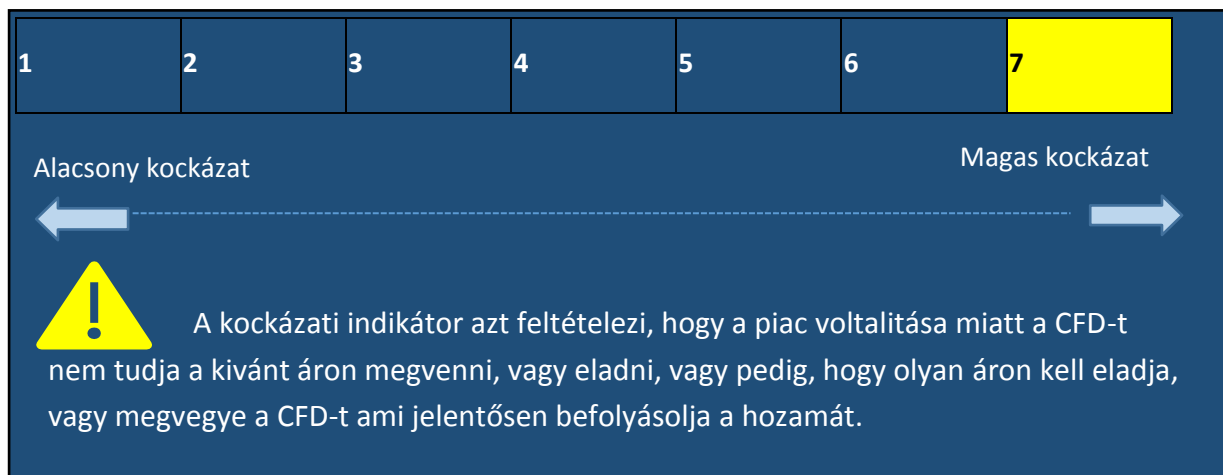 1 2 3 4 5 6 7
Alacsony kockázat Magas kockázat
A kockázati indikátor azt feltételezi, hogy a piac voltalitása miatt a CFD-t
nem tudja a kivánt áron megvenni, vagy eladni, vagy pedig, hogy olyan áron kell eladja,
vagy megvegye a CFD-t ami jelentősen befolyásolja a hozamát.